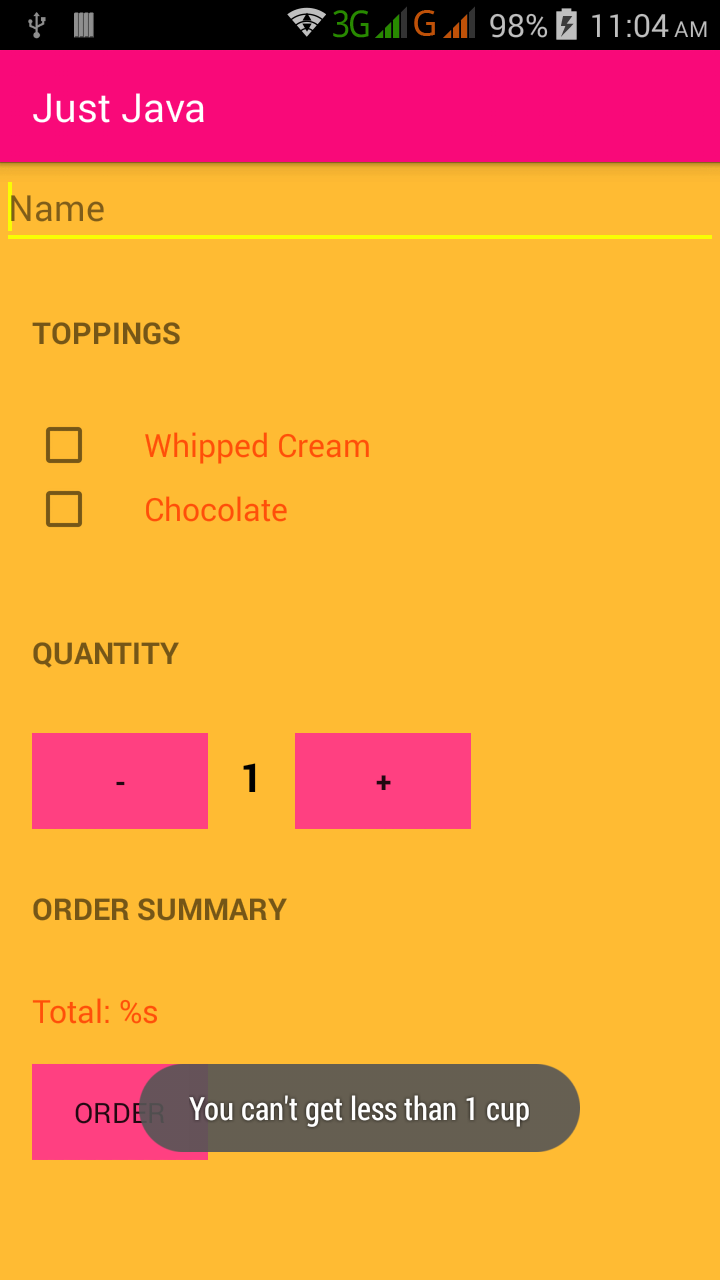 3G G 98% 11:04 AM
Just Java
Name
TOPPINGS
Whipped Cream
Chocolate
QUANTITY
- 1 +
ORDER SUMMARY
Total: %s
ORDER
You can't get less than 1 cup